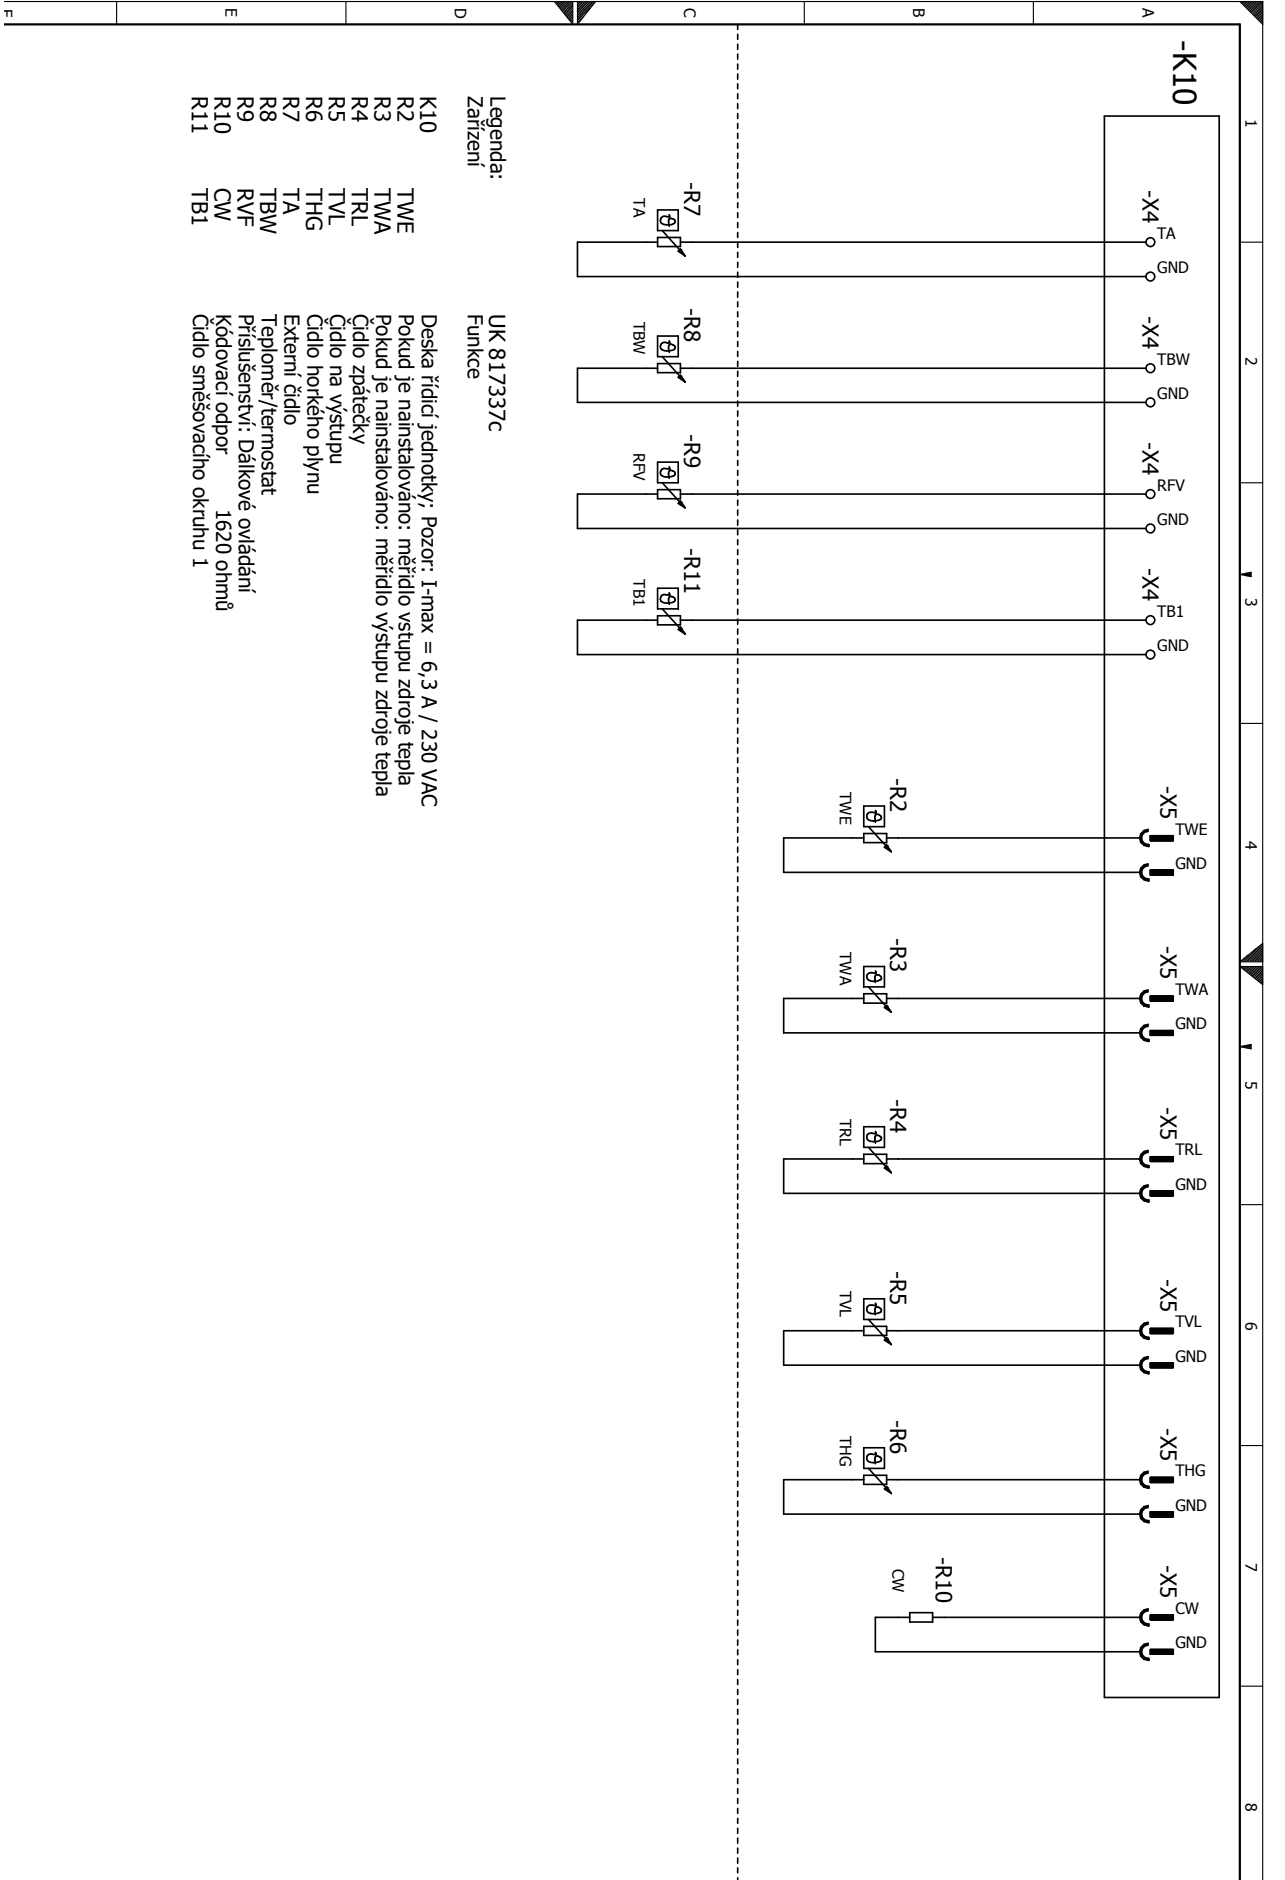 1
2
3
4
5
6
7
8
A
B
C
D
E
F
-K10
-X4
TA
GND
-X4
TBW
GND
-X4
RFV
GND
-X4
TB1
GND
-X5
TWE
GND
-X5
TWA
GND
-X5
TRL
GND
-X5
TVL
GND
-X5
THG
GND
-X5
CW
GND
-R7
TA
-R8
TBW
-R9
RFV
-R11
TB1
-R2
TWE
-R3
TWA
-R4
TRL
-R5
TVL
-R6
THG
-R10
CW
Legenda: UK 817337c
Zařízení Funkce
K10 Deska řídicí jednotky; Pozor: I-max = 6,3 A / 230 VAC
R2 TWE Pokud je nainstalováno: měřidlo vstupu zdroje tepla
R3 TWA Pokud je nainstalováno: měřidlo výstupu zdroje tepla
R4 TRL Čidlo zpátečky
R5 TVL Čidlo na výstupu
R6 THG Čidlo horkého plynu
R7 TA Externí čidlo
R8 TBW Teploměr/termostat
R9 RVF Příslušenství: Dálkové ovládání
R10 CW Kódovací odpor 1620 ohmů
R11 TB1 Čidlo směšovacího okruhu 1